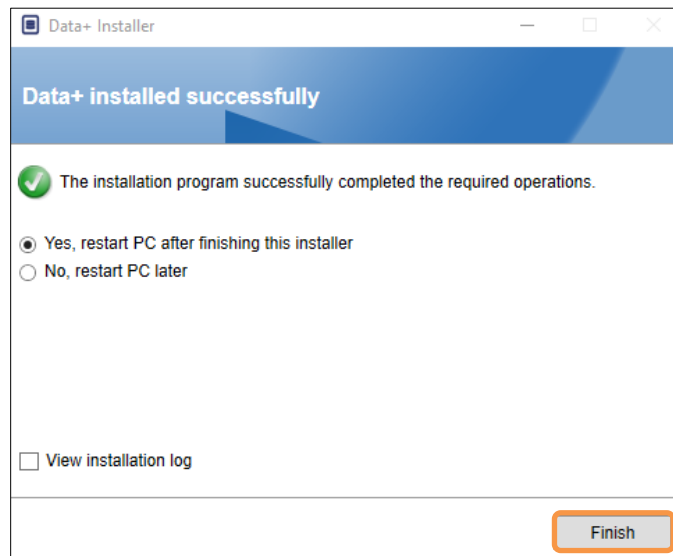 Data+ Installer
Data+ installed successfully
The installation program successfully completed the required operations.
Yes, restart PC after finishing this installer
No, restart PC later
View installation log
Finish